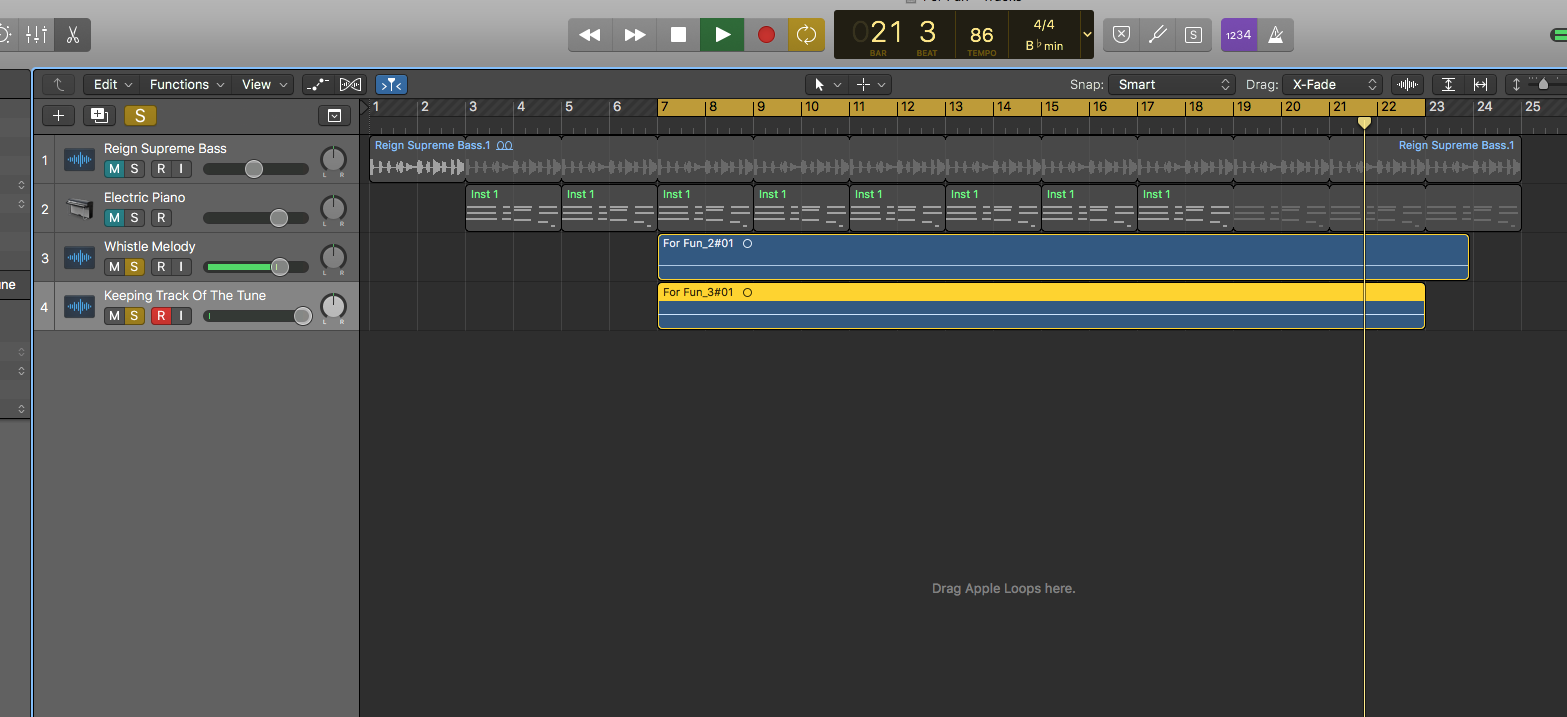 021 3 86 4/4
BAR BEAT TEMPO B♭min
S 1234
Edit Functions View Snap: Smart Drag: X-Fade
S 1 2 3 4 5 6 7 8 9 10 11 12 13 14 15 16 17 18 19 20 21 22 23 24 25
1 Reign Supreme Bass Reign Supreme Bass.1 Reign Supreme Bass.1
M S R I L R
2 Electric Piano Inst 1 Inst 1 Inst 1 Inst 1 Inst 1 Inst 1 Inst 1 Inst 1
M S R L R
3 Whistle Melody For Fun_2#01
M S R I L R
une
4 Keeping Track Of The Tune For Fun_3#01
M S R I L R
Drag Apple Loops here.